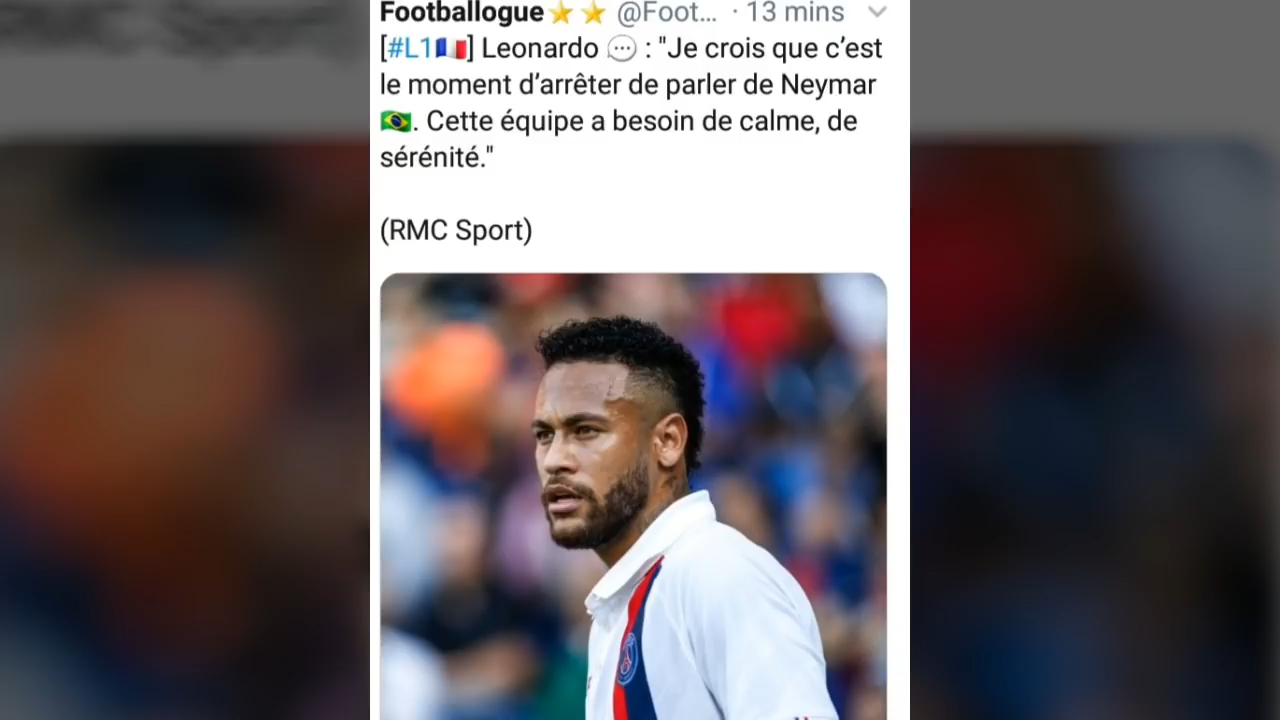 Footballogue⭐⭐ @Foot... · 13 mins
[#L1🇫🇷] Leonardo 💬 : "Je crois que c’est
le moment d’arrêter de parler de Neymar
🇧🇷. Cette équipe a besoin de calme, de
sérénité."
(RMC Sport)